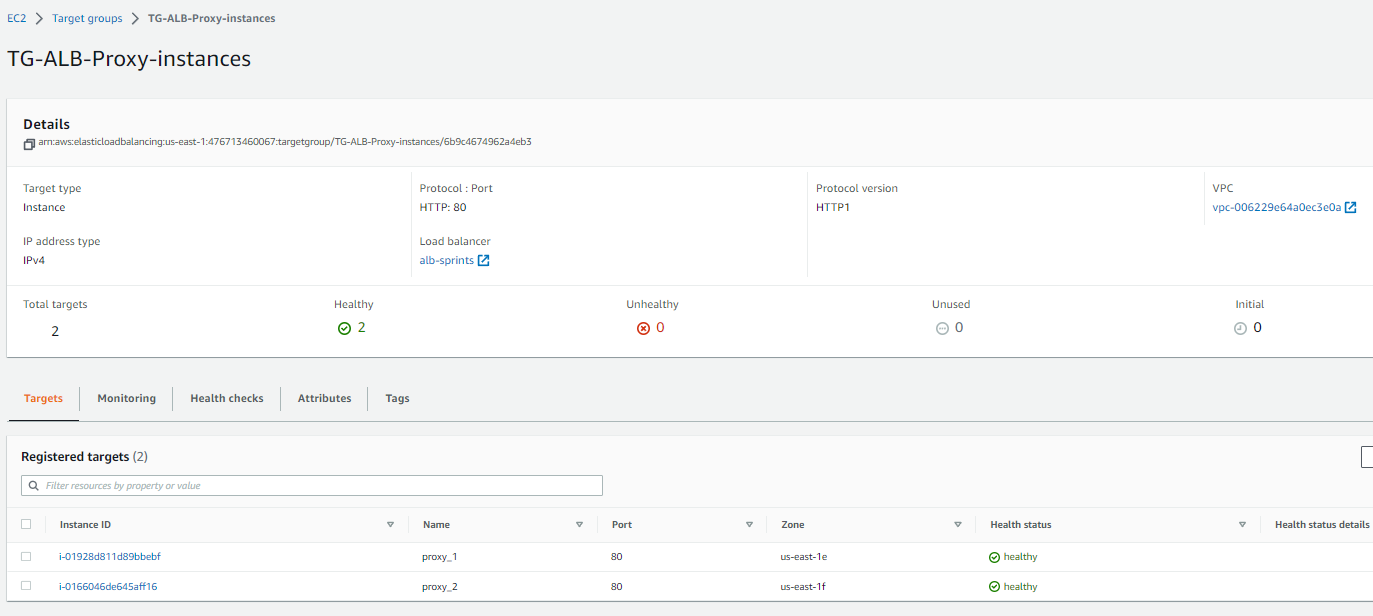 EC2 > Target groups > TG-ALB-Proxy-instances
TG-ALB-Proxy-instances
Details
arn:aws:elasticloadbalancing:us-east-1:476713460067:targetgroup/TG-ALB-Proxy-instances/6b9c4674962a4eb3
Target type Protocol : Port Protocol version VPC
Instance HTTP: 80 HTTP1 vpc-006229e64a0ec3e0a
IP address type Load balancer
IPv4 alb-sprints
Total targets Healthy Unhealthy Unused Initial
2 2 0 0 0
Targets Monitoring Health checks Attributes Tags
Registered targets (2)
Filter resources by property or value
Instance ID Name Port Zone Health status Health status details
i-01928d811d89bbebf proxy_1 80 us-east-1e healthy
i-0166046de645aff16 proxy_2 80 us-east-1f healthy